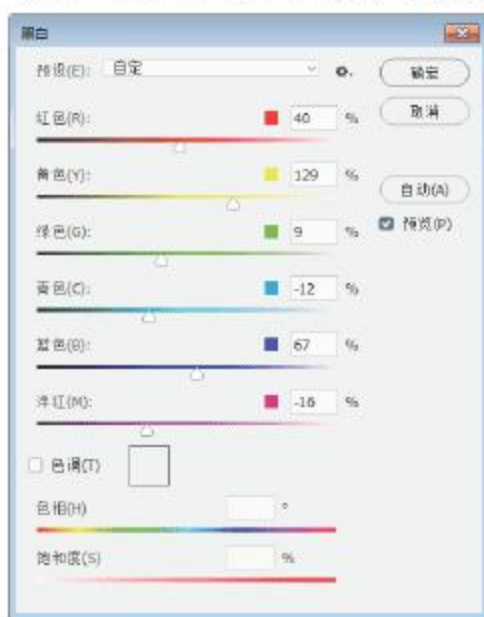 黑白
预设(E): 自定
确定
红色(R): 40 %
取消
黄色(Y): 129 %
自动(A)
绿色(G): 9 %
预览(P)
青色(C): -12 %
蓝色(B): 67 %
洋红(M): -16 %
色调(T)
色相(H) °
饱和度(S) %